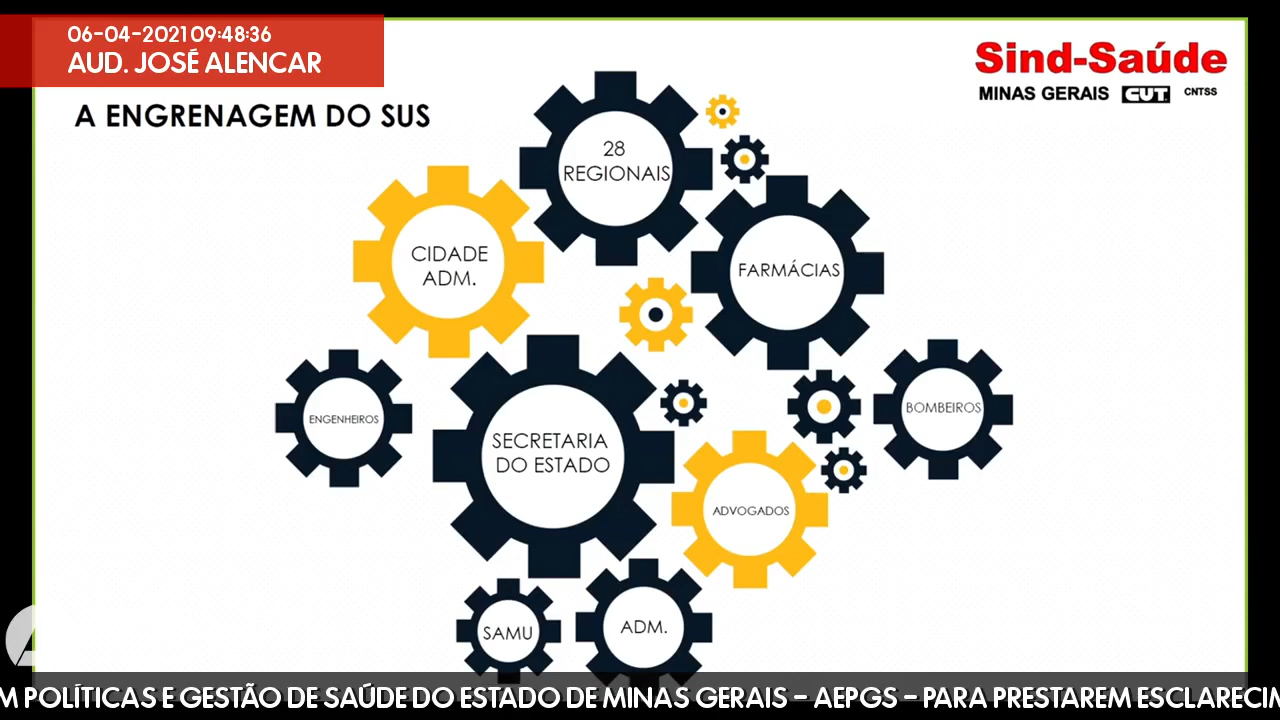 06-04-2021 09:48:36
AUD. JOSÉ ALENCAR
Sind-Saúde
MINAS GERAIS CUT CNTSS
A ENGRENAGEM DO SUS
28
REGIONAIS
CIDADE
ADM.
FARMÁCIAS
ENGENHEIROS
SECRETARIA
DO ESTADO
BOMBEIROS
ADVOGADOS
SAMU
ADM.
M POLÍTICAS E GESTÃO DE SAÚDE DO ESTADO DE MINAS GERAIS – AEPGS – PARA PRESTAREM ESCLARECIM